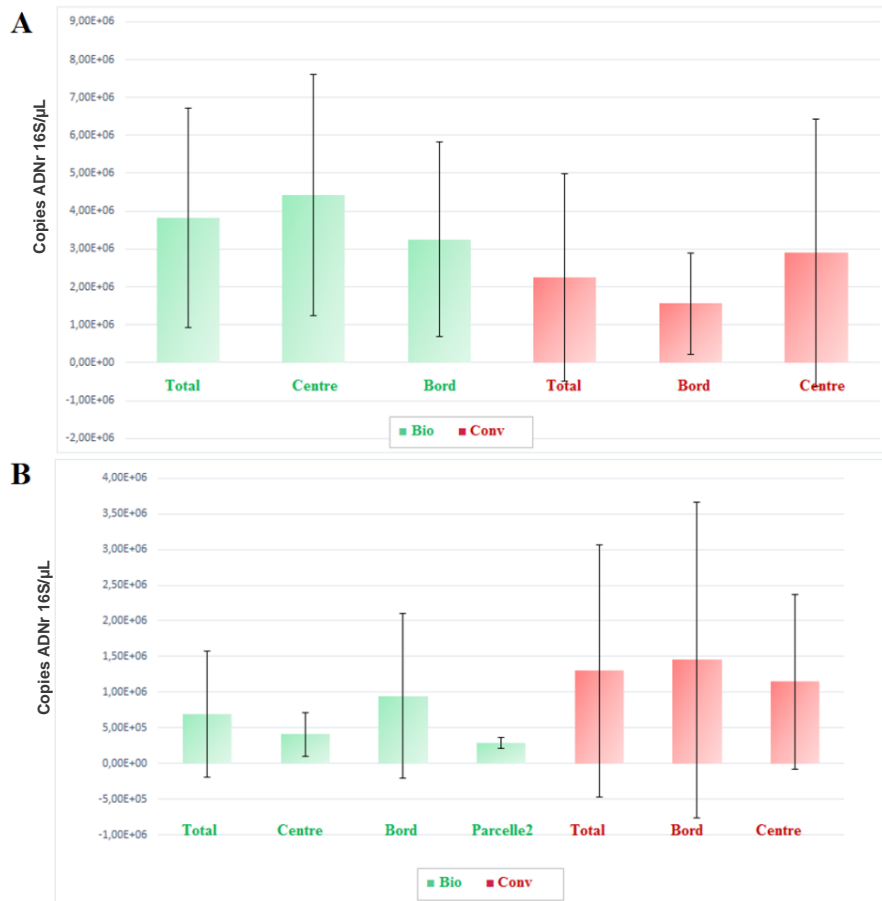 A
9,00E+06
8,00E+06
7,00E+06
6,00E+06
5,00E+06
4,00E+06
3,00E+06
2,00E+06
1,00E+06
0,00E+00
-1,00E+06
-2,00E+06
Copies ADNr 16S/µL
Total Centre Bord Total Bord Centre
Bio Conv
B
4,00E+06
3,50E+06
3,00E+06
2,50E+06
2,00E+06
1,50E+06
1,00E+06
5,00E+05
0,00E+00
-5,00E+05
-1,00E+06
Copies ADNr 16S/µL
Total Centre Bord Parcelle2 Total Bord Centre
Bio Conv